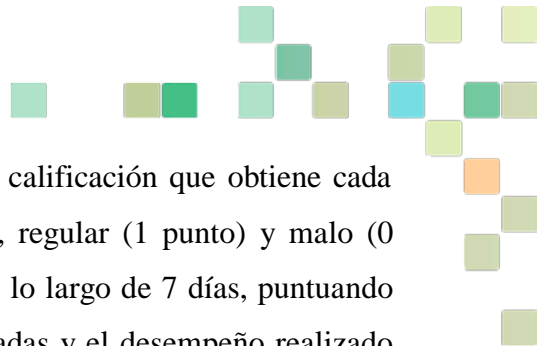 calificación que obtiene cada
, regular (1 punto) y malo (0
lo largo de 7 días, puntuando
adas y el desempeño realizado